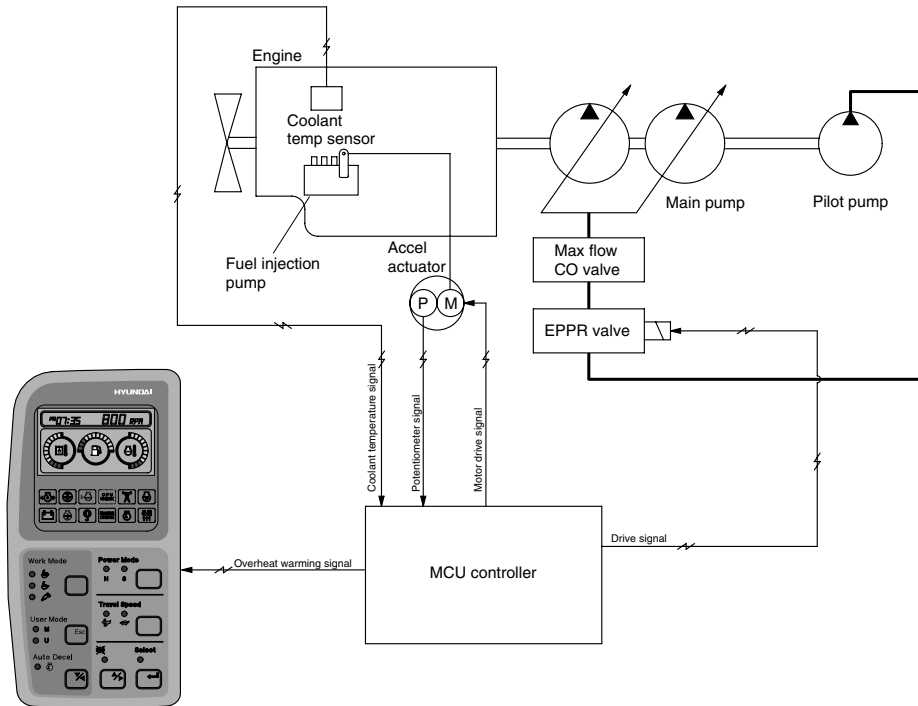 Engine
Coolant
temp sensor
Fuel injection
pump
Accel
actuator
P
M
Main pump
Pilot pump
Max flow
CO valve
EPPR valve
Coolant temperature signal
Potentiometer signal
Motor drive signal
MCU controller
Drive signal
Overheat warming signal
HYUNDAI
PM 07:35 800 RPM
Work Mode
Power Mode
H S
Travel Speed
User Mode
M
U
Esc
Auto Decel
Select